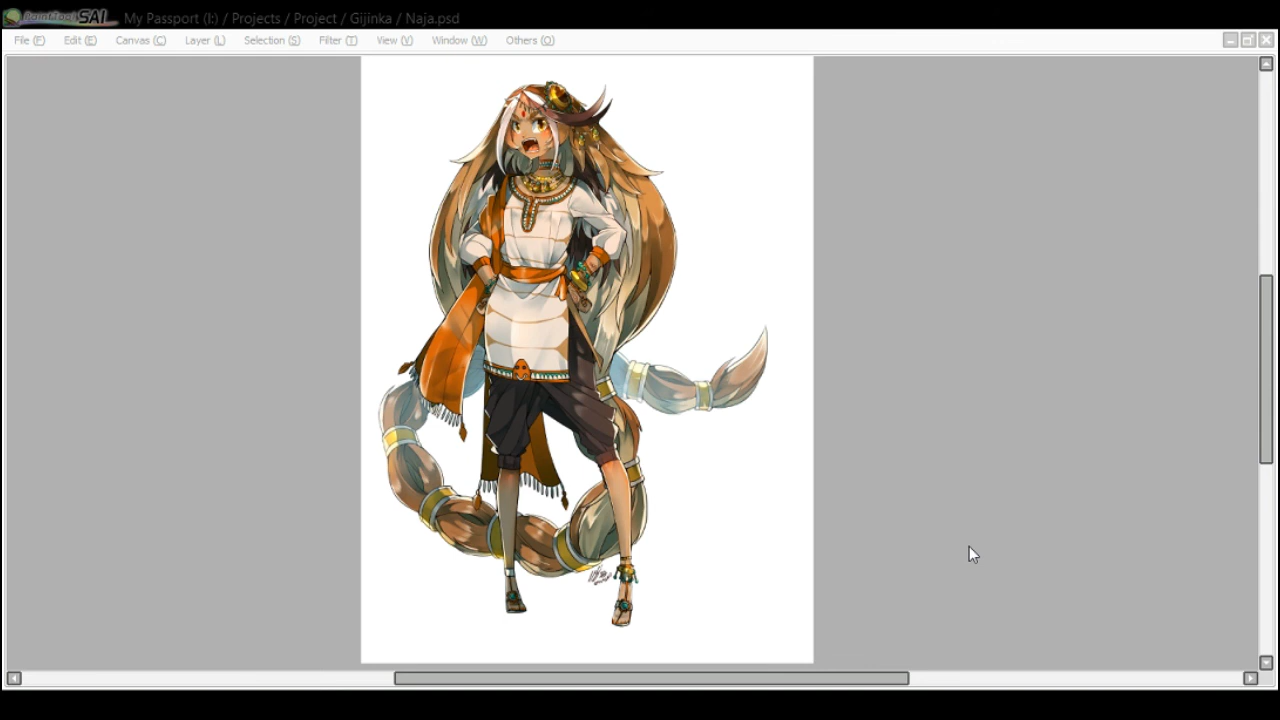 PaintTool SAI My Passport (I:) / Projects / Project / Gijinka / Naja.psd
File (F) Edit (E) Canvas (C) Layer (L) Selection (S) Filter (T) View (V) Window (W) Others (O)